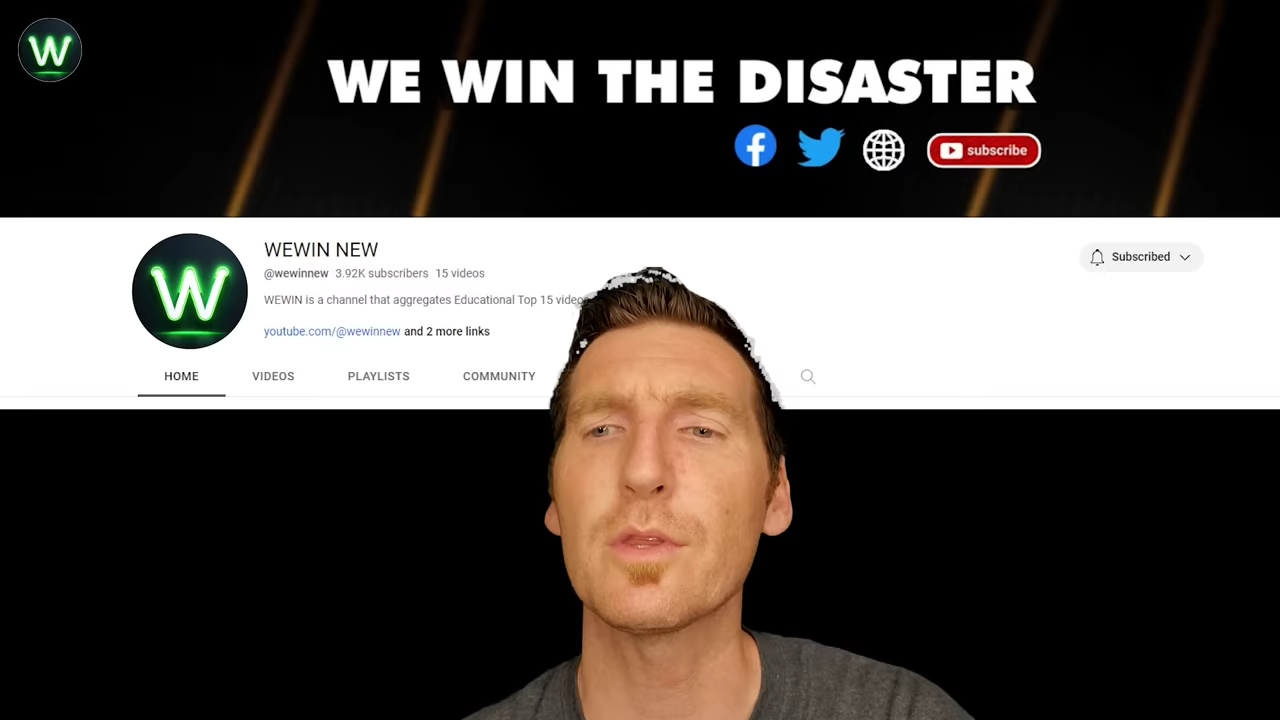 W
WE WIN THE DISASTER
f
subscribe
W
WEWIN NEW
@wewinnew 3.92K subscribers 15 videos
WEWIN is a channel that aggregates Educational Top 15 videos
youtube.com/@wewinnew and 2 more links
Subscribed
HOME VIDEOS PLAYLISTS COMMUNITY